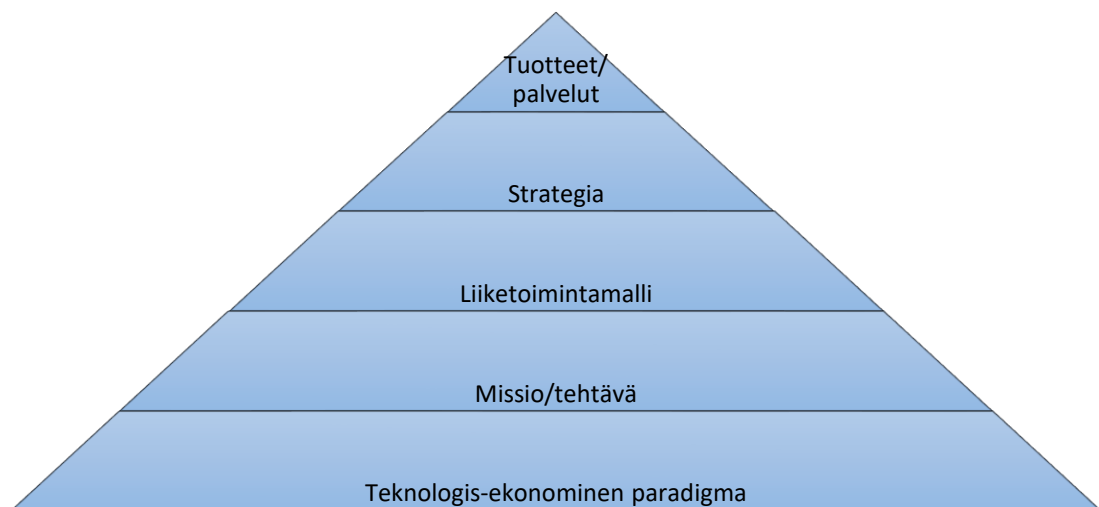 Tuotteet/
palvelut
Strategia
Liiketoimintamalli
Missio/tehtävä
Teknologis-ekonominen paradigma